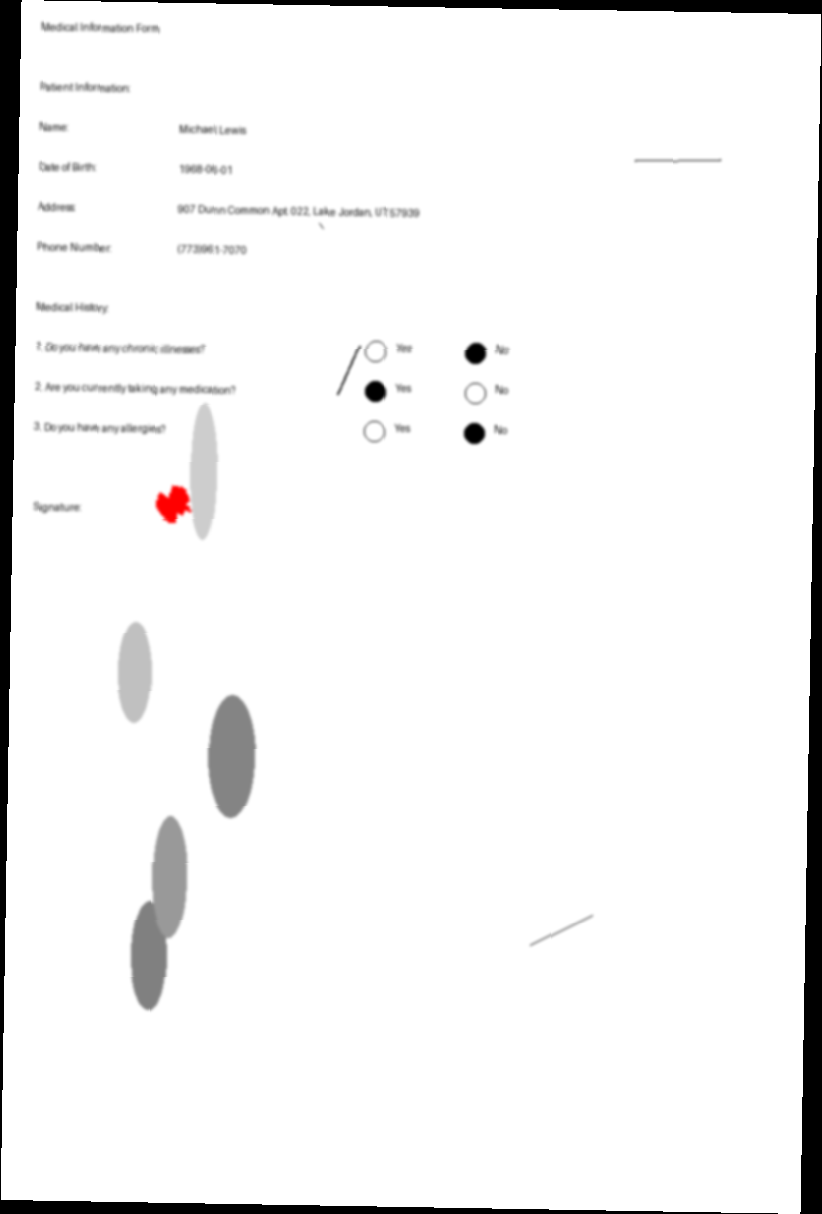 Medical Information Form
Patient Information:
Name: Michael Lewis
Date of Birth: 1968-06-01
Address: 907 Dunn Common Apt. 022, Lake Jordan, UT 57939
Phone Number: (773)961-7070
Medical History:
1. Do you have any chronic illnesses? Yes No
2. Are you currently taking any medication? Yes No
3. Do you have any allergies? Yes No
Signature: